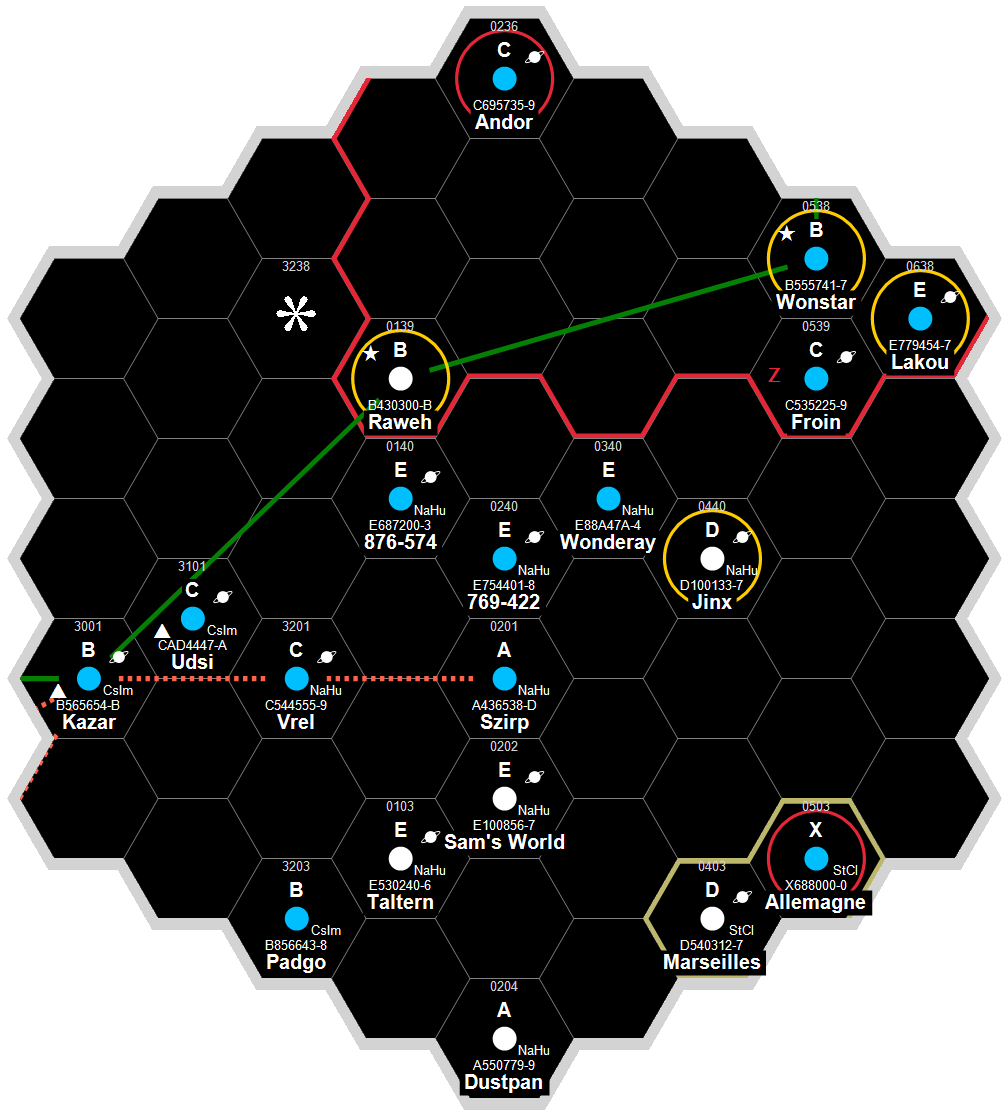 0236
C
C695735-9
Andor
0538
B
B555741-7
Wonstar
3238
0638
E
E779454-7
Lakou
0139
B
B430300-B
Raweh
0539
C
Z
C535225-9
Froin
0140
E
NaHu
E687200-3
876-574
0340
E
NaHu
E88A47A-4
Wonderay
0240
E
NaHu
E754401-8
769-422
0440
D
NaHu
D100133-7
Jinx
3101
C
CsIm
CAD4447-A
Udsi
3001
B
CsIm
B565654-B
Kazar
3201
C
NaHu
C544555-9
Vrel
0201
A
NaHu
A436538-D
Szirp
0202
E
NaHu
E100856-7
Sam's World
0103
E
NaHu
E530240-6
Taltern
0503
X
StCl
X688000-0
Allemagne
3203
B
CsIm
B856643-8
Padgo
0403
D
StCl
D540312-7
Marseilles
0204
A
NaHu
A550779-9
Dustpan